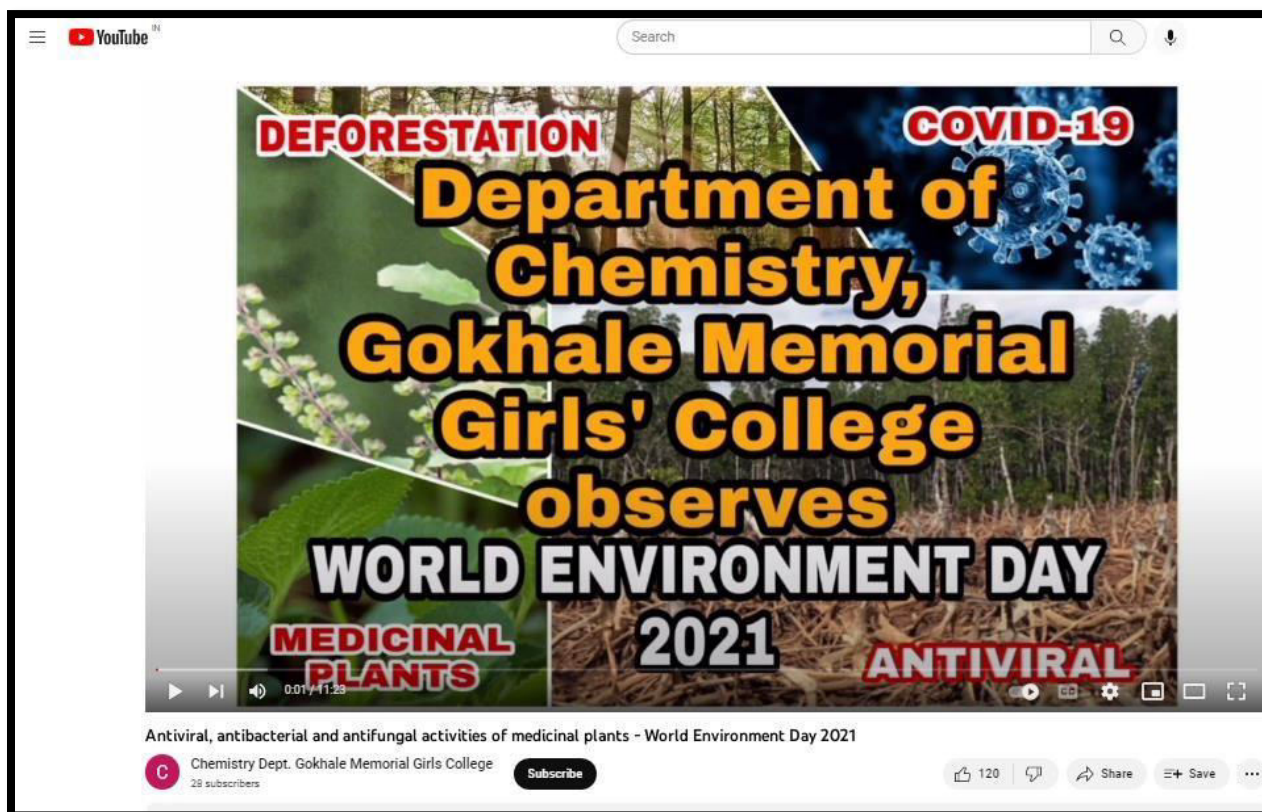 YouTube IN
Search
DEFORESTATION
COVID-19
Department of
Chemistry,
Gokhale Memorial
Girls' College
observes
WORLD ENVIRONMENT DAY
2021
MEDICINAL
PLANTS
ANTIVIRAL
0:01 / 11:23
CC
Antiviral, antibacterial and antifungal activities of medicinal plants - World Environment Day 2021
C
Chemistry Dept. Gokhale Memorial Girls College
28 subscribers
Subscribe
120
Share
Save